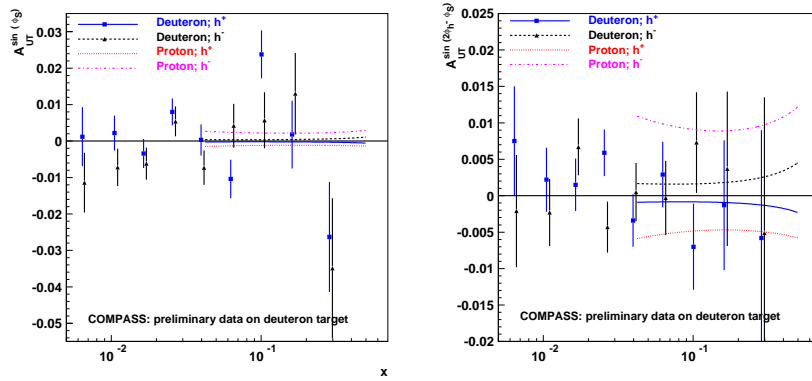 A_UT^sin(ϕ_S)
Deuteron; h⁺
Deuteron; h⁻
Proton; h⁺
Proton; h⁻
0.03
0.02
0.01
0
-0.01
-0.02
-0.03
-0.04
-0.05
COMPASS: preliminary data on deuteron target
10⁻²
10⁻¹
x
A_UT^sin(2ϕ_h-ϕ_S)
Deuteron; h⁺
Deuteron; h⁻
Proton; h⁺
Proton; h⁻
0.025
0.02
0.015
0.01
0.005
0
-0.005
-0.01
-0.015
-0.02
COMPASS: preliminary data on deuteron target
10⁻²
10⁻¹